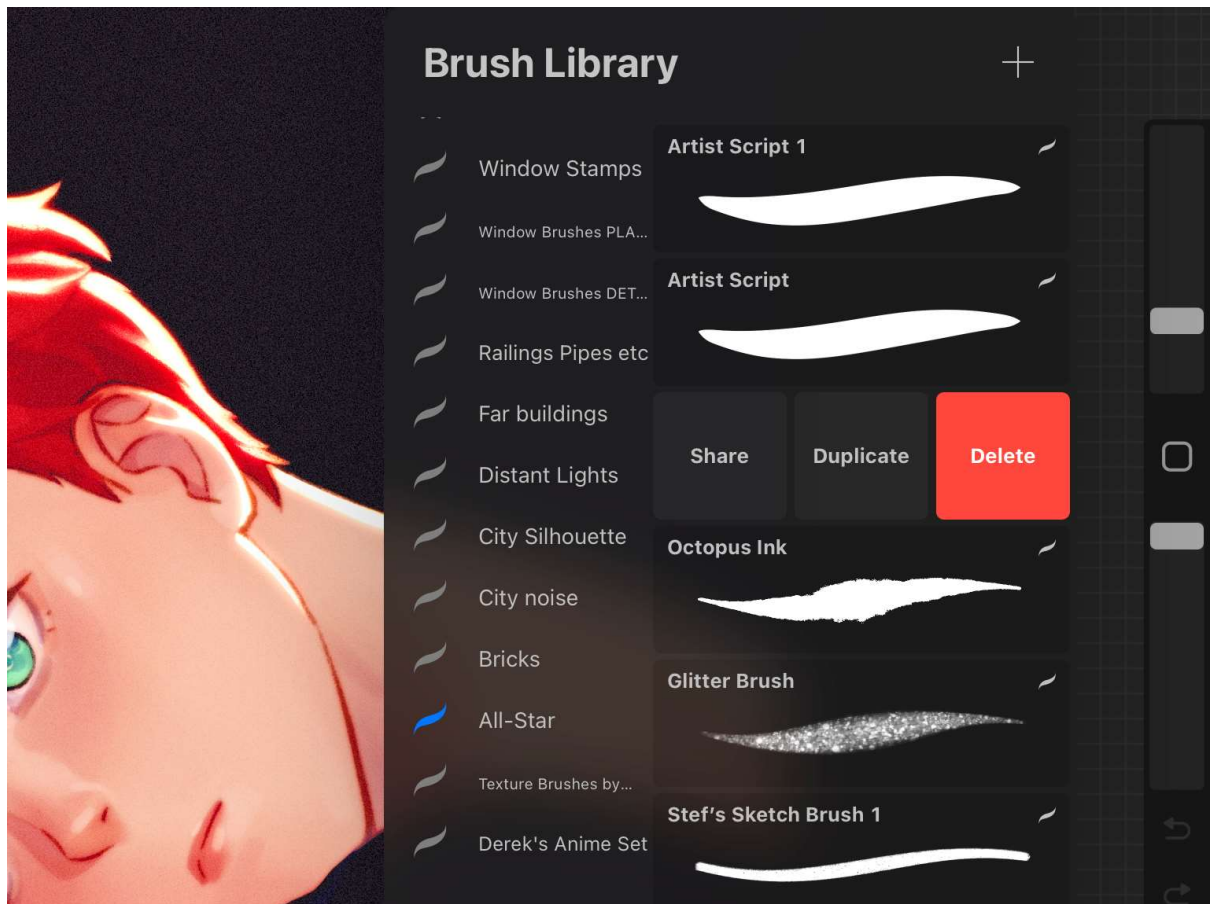 Brush Library
Window Stamps
Window Brushes PLA...
Window Brushes DET...
Railings Pipes etc
Far buildings
Distant Lights
City Silhouette
City noise
Bricks
All-Star
Texture Brushes by...
Derek's Anime Set
Artist Script 1
Artist Script
Share
Duplicate
Delete
Octopus Ink
Glitter Brush
Stef’s Sketch Brush 1